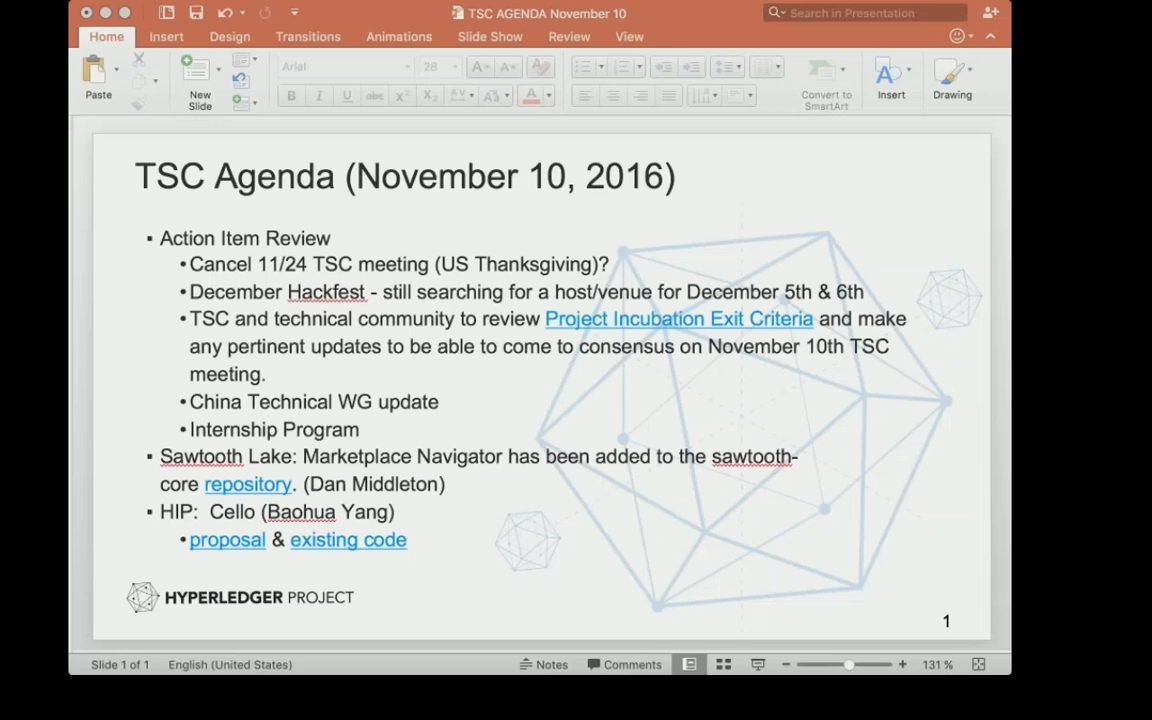 TSC AGENDA November 10
Search in Presentation
Home Insert Design Transitions Animations Slide Show Review View
Paste
New
Slide
Arial 28
B I U abc X² X₂ AV Aa A
Convert to
SmartArt
Insert
Drawing
TSC Agenda (November 10, 2016)
▪ Action Item Review
•Cancel 11/24 TSC meeting (US Thanksgiving)?
•December Hackfest - still searching for a host/venue for December 5th & 6th
•TSC and technical community to review Project Incubation Exit Criteria and make
any pertinent updates to be able to come to consensus on November 10th TSC
meeting.
•China Technical WG update
•Internship Program
▪ Sawtooth Lake: Marketplace Navigator has been added to the sawtooth-
core repository. (Dan Middleton)
▪ HIP: Cello (Baohua Yang)
•proposal & existing code
HYPERLEDGER PROJECT
1
Slide 1 of 1 English (United States) Notes Comments 131 %